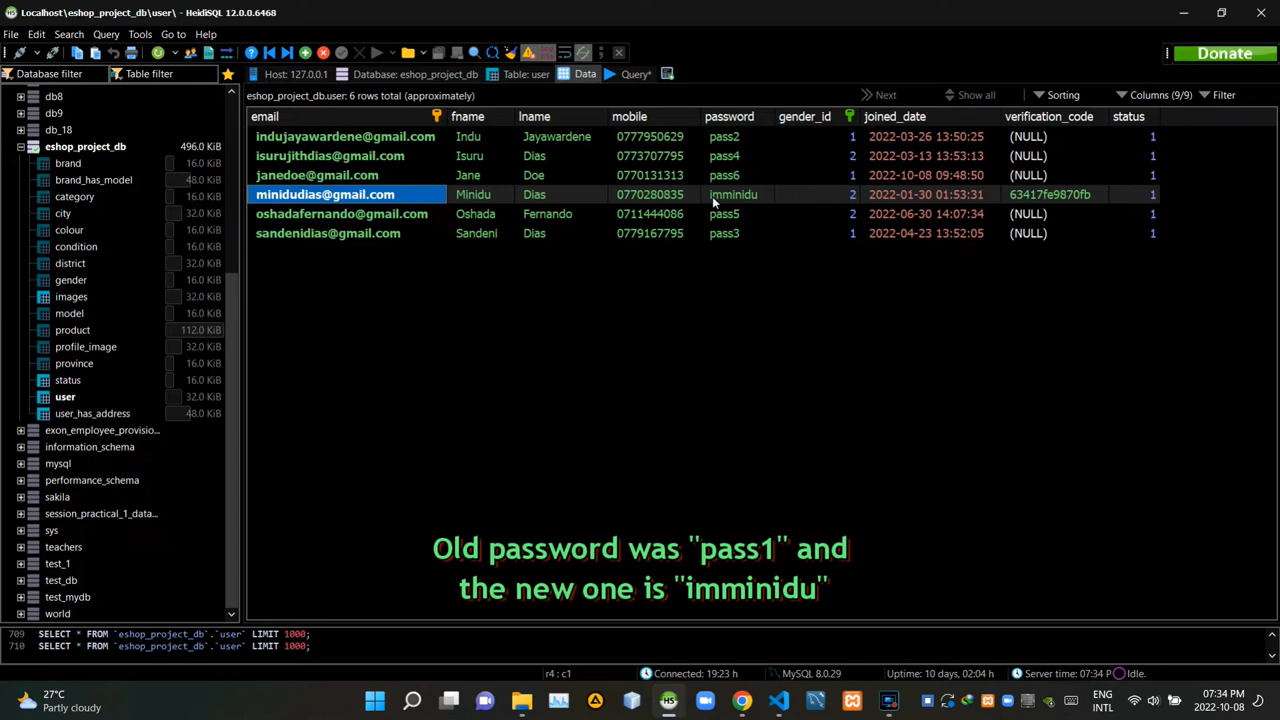 Localhost\eshop_project_db\user\ - HeidiSQL 12.0.0.6468
File Edit Search Query Tools Go to Help
Donate
Database filter Table filter Host: 127.0.0.1 Database: eshop_project_db Table: user Data Query*
eshop_project_db.user: 6 rows total (approximately) Next Show all Sorting Columns (9/9) Filter
email fname lname mobile password gender_id joined_date verification_code status
indujayawardene@gmail.com Indu Jayawardene 0777950629 pass2 1 2022-03-26 13:50:25 (NULL) 1
isurujithdias@gmail.com Isuru Dias 0773707795 pass4 2 2022-03-13 13:53:13 (NULL) 1
janedoe@gmail.com Jane Doe 0770131313 pass6 1 2022-10-08 09:48:50 (NULL) 1
minidudias@gmail.com Minidu Dias 0770280835 imminidu 2 2022-01-30 01:53:31 63417fe9870fb 1
oshadafernando@gmail.com Oshada Fernando 0711444086 pass5 2 2022-06-30 14:07:34 (NULL) 1
sandenidias@gmail.com Sandeni Dias 0779167795 pass3 1 2022-04-23 13:52:05 (NULL) 1
db8
db9
db_18
eshop_project_db 496.0 KiB
brand 16.0 KiB
brand_has_model 48.0 KiB
category 16.0 KiB
city 32.0 KiB
colour 16.0 KiB
condition 16.0 KiB
district 32.0 KiB
gender 16.0 KiB
images 32.0 KiB
model 16.0 KiB
product 112.0 KiB
profile_image 32.0 KiB
province 16.0 KiB
status 16.0 KiB
user 32.0 KiB
user_has_address 48.0 KiB
exon_employee_provisio...
information_schema
mysql
performance_schema
sakila
session_practical_1_data...
sys
teachers
test_1
test_db
test_mydb
world
Old password was "pass1" and
the new one is "imminidu"
709 SELECT * FROM `eshop_project_db`.`user` LIMIT 1000;
710 SELECT * FROM `eshop_project_db`.`user` LIMIT 1000;
r4 : c1 Connected: 19:23 h MySQL 8.0.29 Uptime: 10 days, 02:04 h Server time: 07:34 P Idle.
27°C
Partly cloudy
HS
ENG
INTL
07:34 PM
2022-10-08